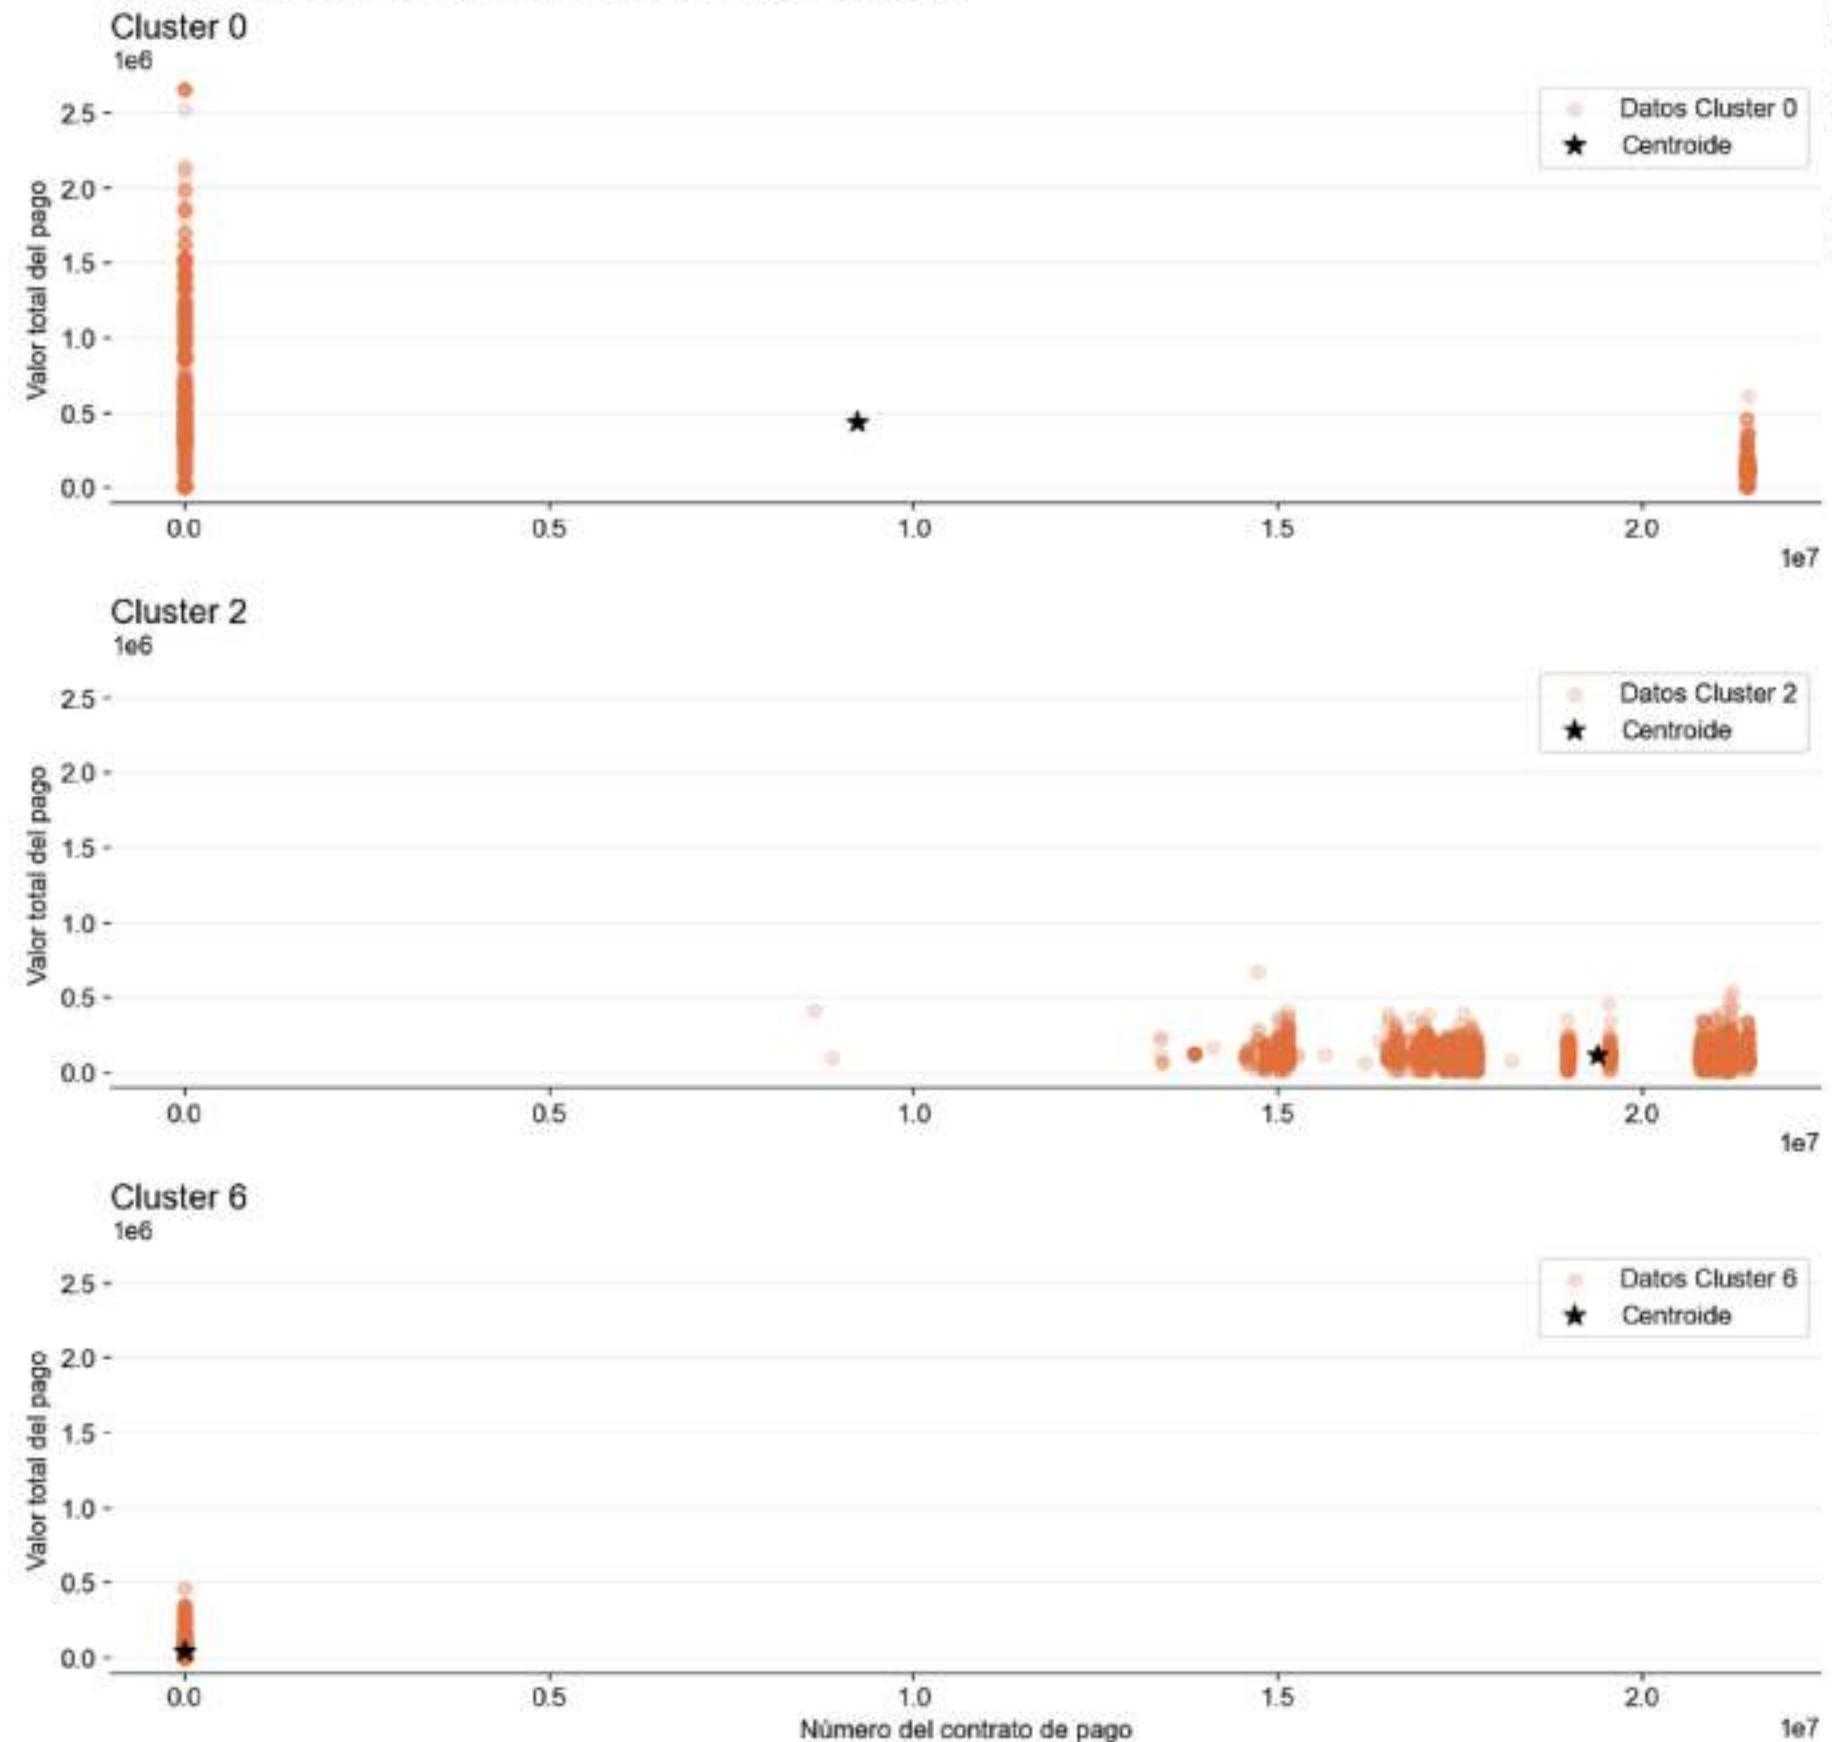 Cluster 0
1e6
Datos Cluster 0
Centroide
Valor total del pago
2.5
2.0
1.5
1.0
0.5
0.0
0.0 0.5 1.0 1.5 2.0
1e7
Cluster 2
1e6
Datos Cluster 2
Centroide
Valor total del pago
2.5
2.0
1.5
1.0
0.5
0.0
0.0 0.5 1.0 1.5 2.0
1e7
Cluster 6
1e6
Datos Cluster 6
Centroide
Valor total del pago
2.5
2.0
1.5
1.0
0.5
0.0
0.0 0.5 1.0 1.5 2.0
Número del contrato de pago
1e7